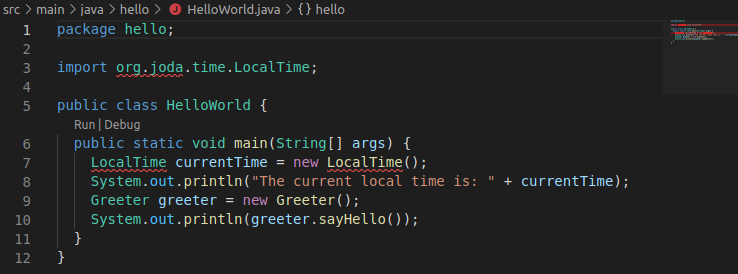 src > main > java > hello > HelloWorld.java > {} hello
1 package hello;
2
3 import org.joda.time.LocalTime;
4
5 public class HelloWorld {
Run | Debug
6 public static void main(String[] args) {
7 LocalTime currentTime = new LocalTime();
8 System.out.println("The current local time is: " + currentTime);
9 Greeter greeter = new Greeter();
10 System.out.println(greeter.sayHello());
11 }
12 }